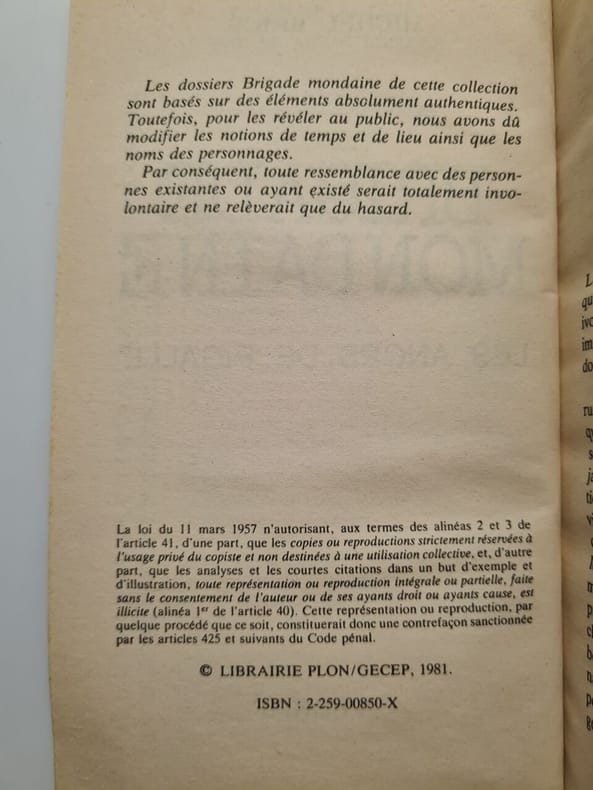 Les dossiers Brigade mondaine de cette collection
sont basés sur des éléments absolument authentiques.
Toutefois, pour les révéler au public, nous avons dû
modifier les notions de temps et de lieu ainsi que les
noms des personnages.
Par conséquent, toute ressemblance avec des person-
nes existantes ou ayant existé serait totalement invo-
lontaire et ne relèverait que du hasard.
MONDAINE
La loi du 11 mars 1957 n'autorisant, aux termes des alinéas 2 et 3 de
l'article 41, d'une part, que les copies ou reproductions strictement réservées à
l'usage privé du copiste et non destinées à une utilisation collective, et, d'autre
part, que les analyses et les courtes citations dans un but d'exemple et
d'illustration, toute représentation ou reproduction intégrale ou partielle, faite
sans le consentement de l'auteur ou de ses ayants droit ou ayants cause, est
illicite (alinéa 1er de l'article 40). Cette représentation ou reproduction, par
quelque procédé que ce soit, constituerait donc une contrefaçon sanctionnée
par les articles 425 et suivants du Code pénal.
© LIBRAIRIE PLON/GECEP, 1981.
ISBN : 2-259-00850-X